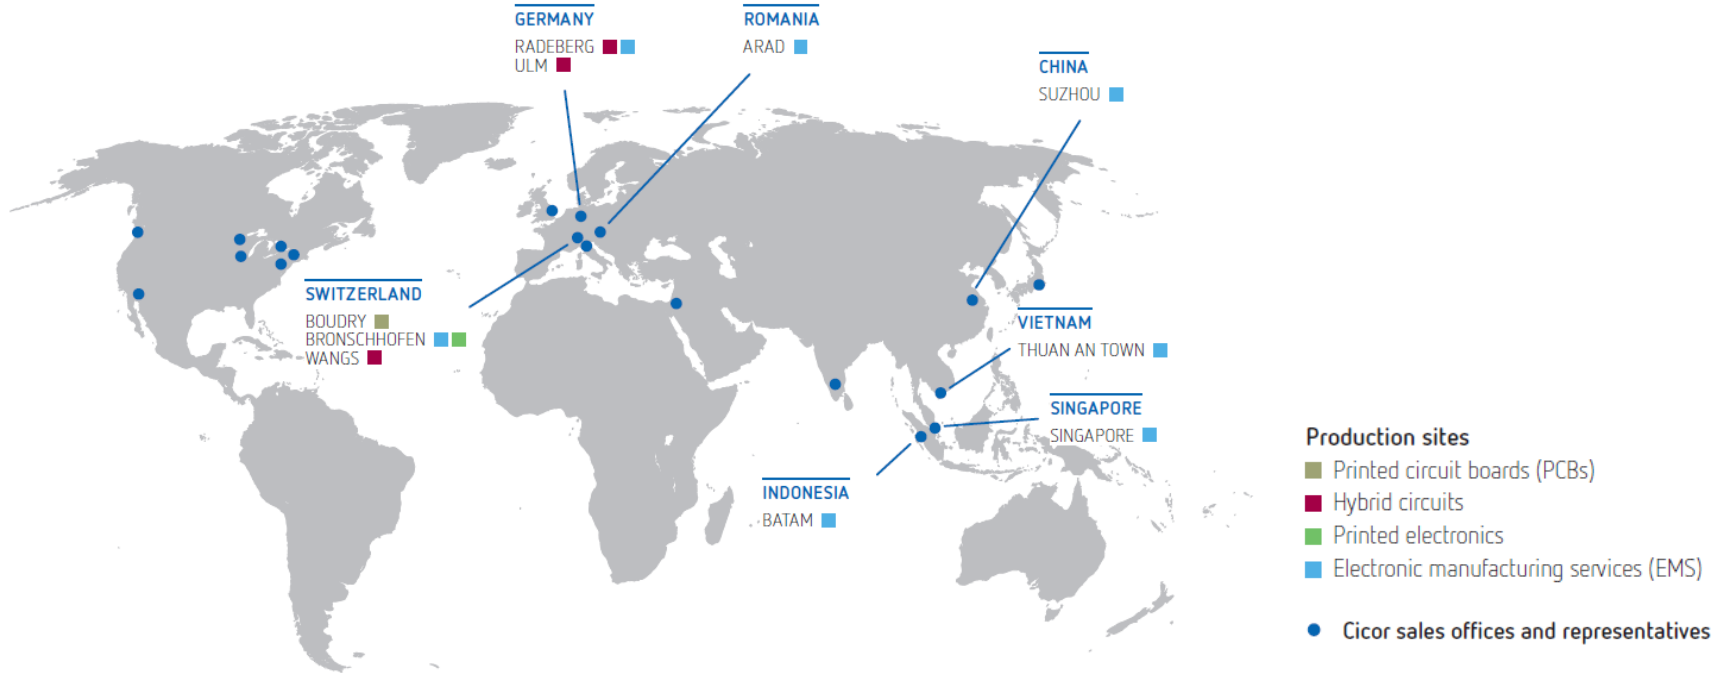 GERMANY
RADEBERG
ULM
ROMANIA
ARAD
CHINA
SUZHOU
SWITZERLAND
BOUDRY
BRONSCHHOFEN
WANGS
VIETNAM
THUAN AN TOWN
SINGAPORE
SINGAPORE
INDONESIA
BATAM
Production sites
Printed circuit boards (PCBs)
Hybrid circuits
Printed electronics
Electronic manufacturing services (EMS)
Cicor sales offices and representatives